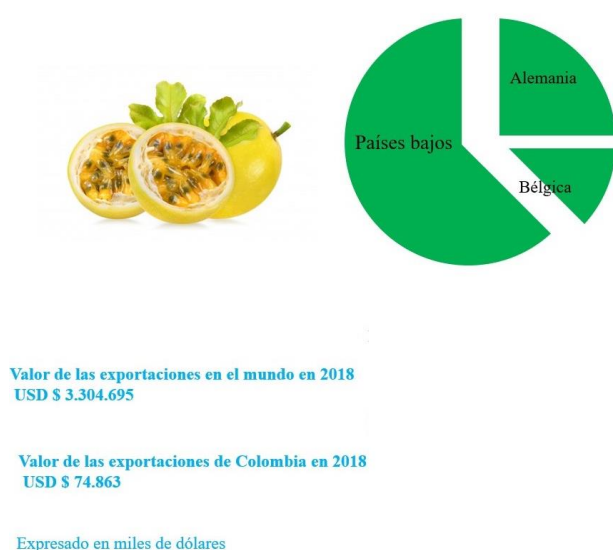 Alemania
Países bajos
Bélgica
Valor de las exportaciones en el mundo en 2018
USD $ 3.304.695
Valor de las exportaciones de Colombia en 2018
USD $ 74.863
Expresado en miles de dólares